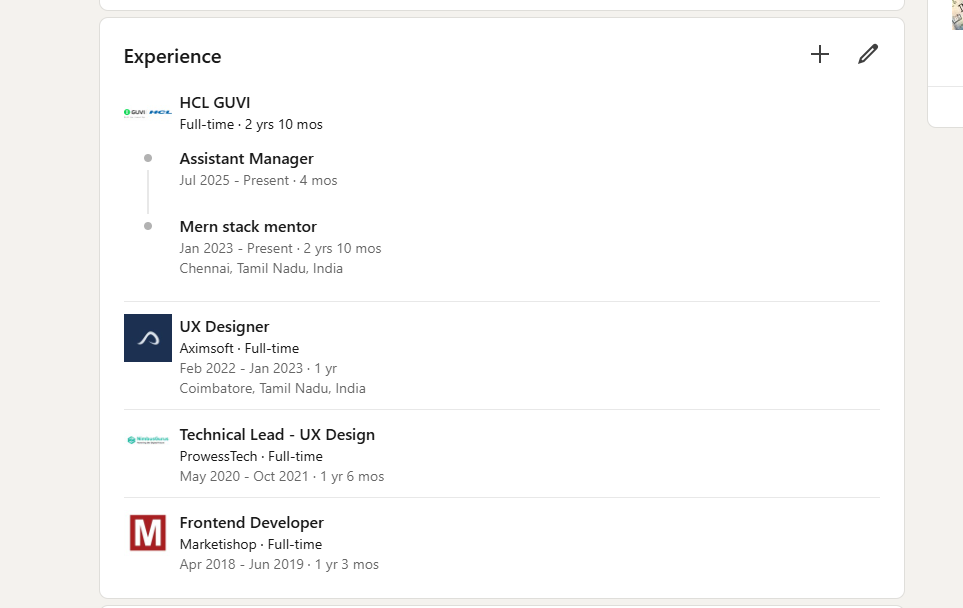 Experience
HCL GUVI
GUVI HCL
Full-time · 2 yrs 10 mos
Assistant Manager
Jul 2025 - Present · 4 mos
Mern stack mentor
Jan 2023 - Present · 2 yrs 10 mos
Chennai, Tamil Nadu, India
UX Designer
Aximsoft · Full-time
Feb 2022 - Jan 2023 · 1 yr
Coimbatore, Tamil Nadu, India
Technical Lead - UX Design
ProwessTech · Full-time
May 2020 - Oct 2021 · 1 yr 6 mos
M
Frontend Developer
Marketishop · Full-time
Apr 2018 - Jun 2019 · 1 yr 3 mos